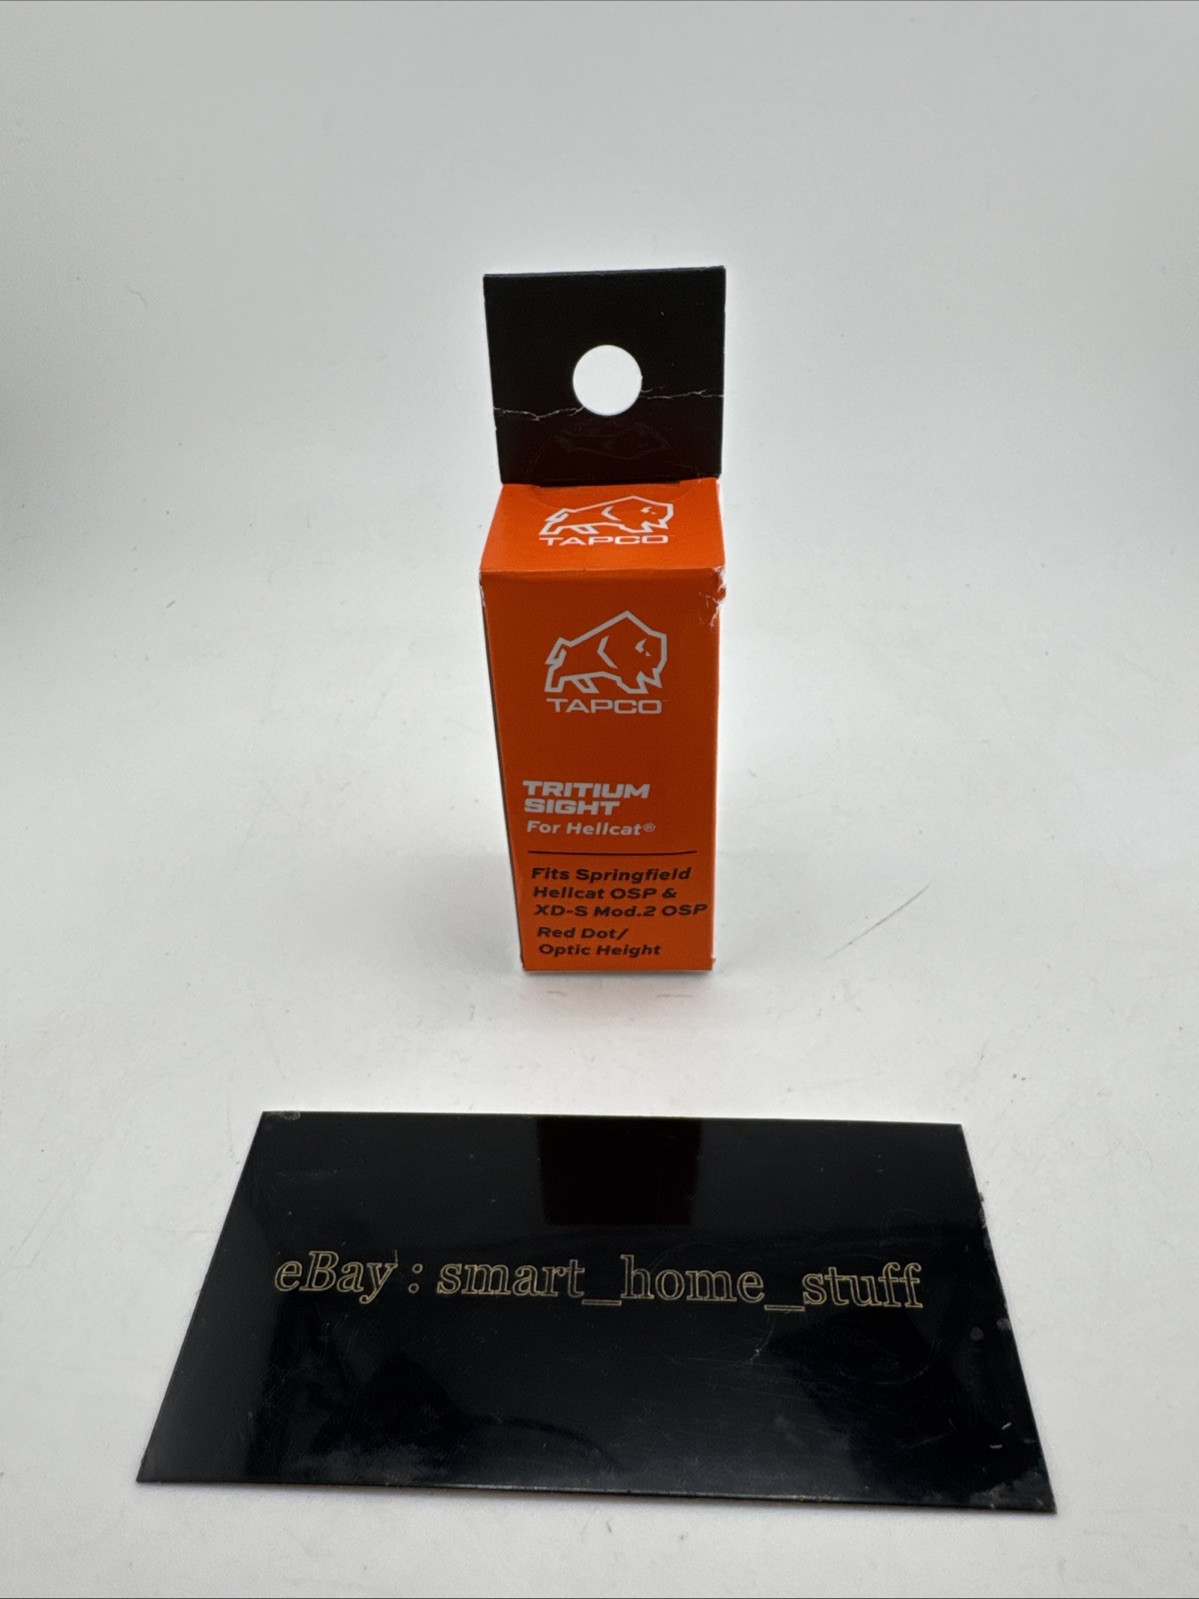 TAPCO
TAPCO
TRITIUM
SIGHT
For Hellcat®
Fits Springfield
Hellcat OSP &
XD-S Mod.2 OSP
Red Dot/
Optic Height
eBay : smart_home_stuff